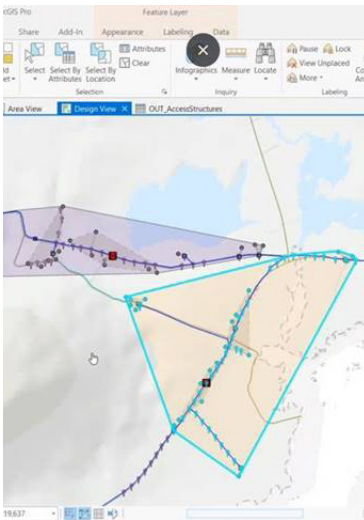 cGIS Pro
Feature Layer
Share Add-In Appearance Labeling Data
Select Select By Attributes Select By Location
Attributes
Clear
Infographics Measure Locate
Pause Lock
View Unplaced
More
Selection Inquiry Labeling
Area View Design View OUT_AccessStructures
19,637